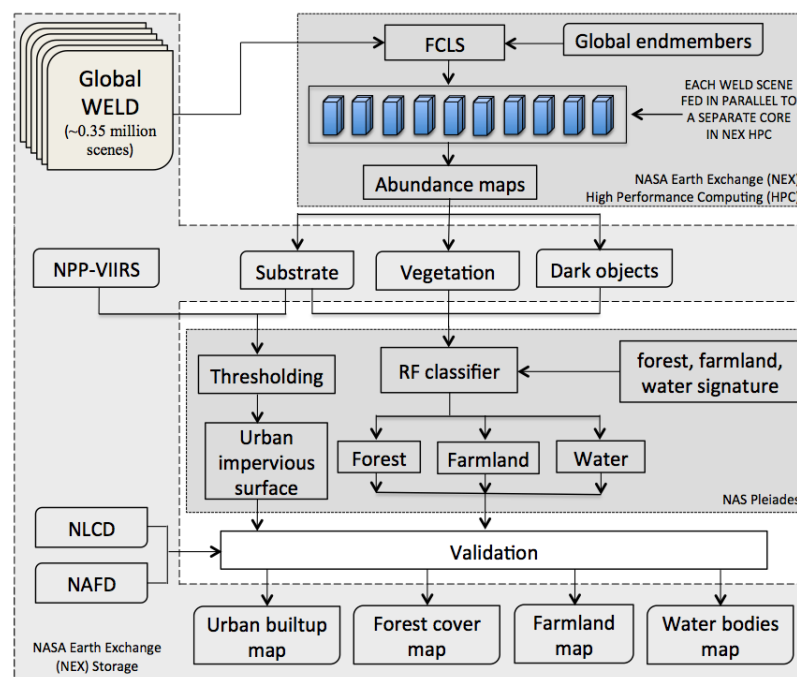 Global
WELD
(~0.35 million
scenes)
FCLS
Global endmembers
EACH WELD SCENE
FED IN PARALLEL TO
A SEPARATE CORE
IN NEX HPC
Abundance maps
NASA Earth Exchange (NEX)
High Performance Computing (HPC)
NPP-VIIRS
Substrate
Vegetation
Dark objects
Thresholding
RF classifier
forest, farmland,
water signature
Urban
impervious
surface
Forest
Farmland
Water
NAS Pleiades
NLCD
NAFD
Validation
Urban builtup
map
Forest cover
map
Farmland
map
Water bodies
map
NASA Earth Exchange
(NEX) Storage